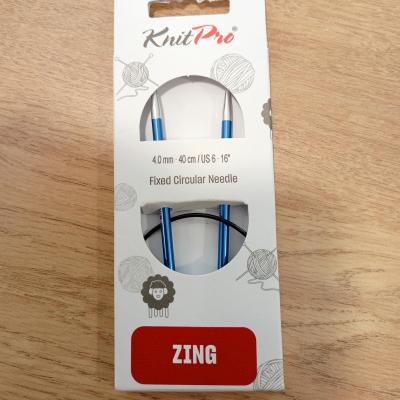 KnitPro®
4.0 mm - 40 cm / US 6 - 16"
Fixed Circular Needle
ZING